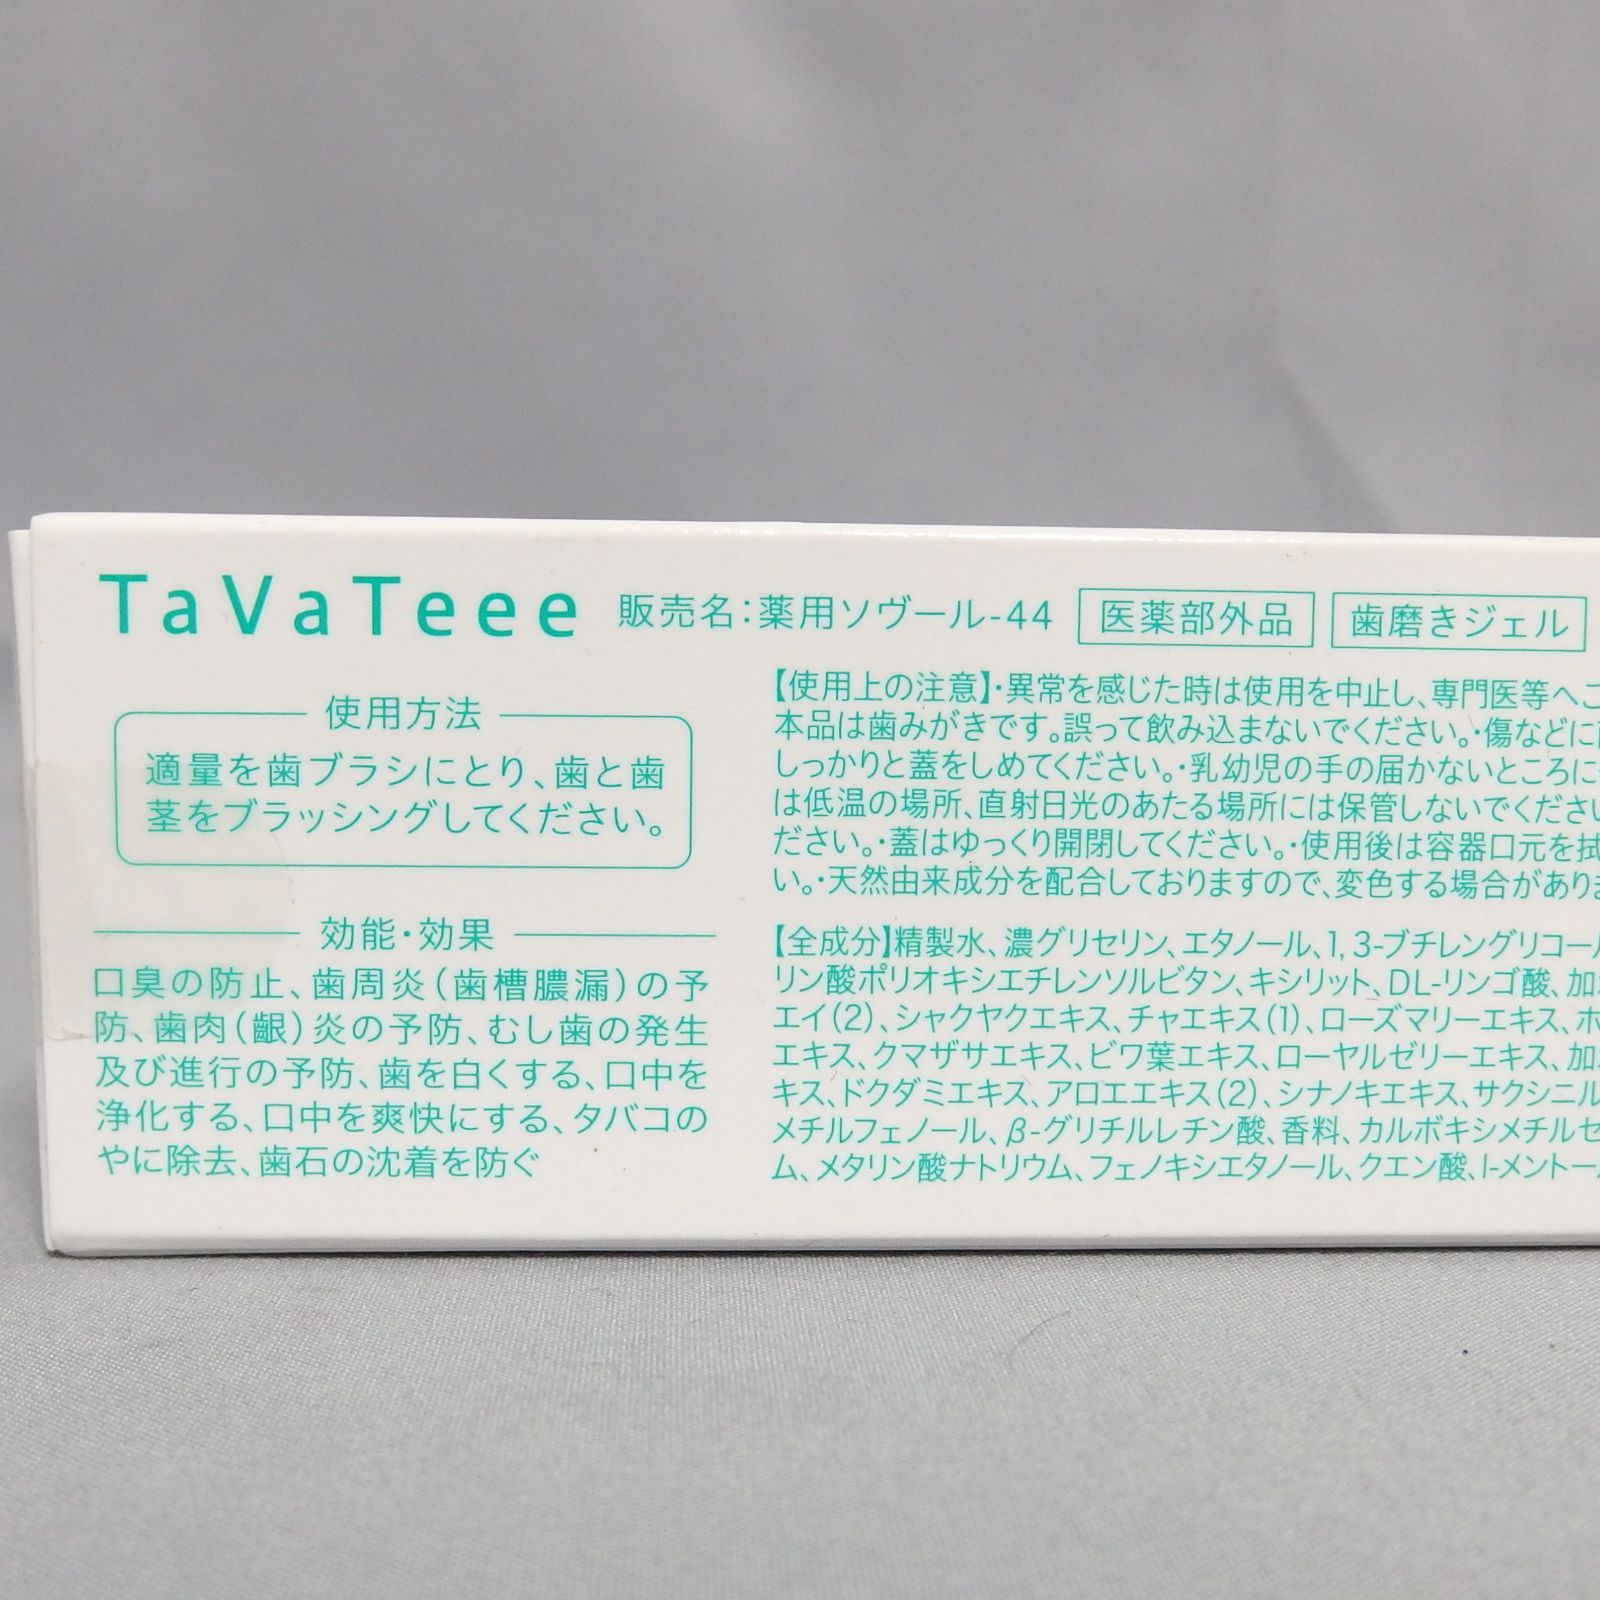 TaVaTeee 販売名:薬用ソヴール-44 医薬部外品 歯磨きジェル
使用方法
適量を歯ブラシにとり、歯と歯
茎をブラッシングしてください。
効能・効果
口臭の防止、歯周炎(歯槽膿漏)の予
防、歯肉(齦)炎の予防、むし歯の発生
及び進行の予防、歯を白くする、口中を
浄化する、口中を爽快にする、タバコの
やに除去、歯石の沈着を防ぐ
【使用上の注意】・異常を感じた時は使用を中止し、専門医等へご
本品は歯みがきです。誤って飲み込まないでください。・傷などに
しっかりと蓋をしめてください。・乳幼児の手の届かないところに
は低温の場所、直射日光のあたる場所には保管しないでください
ださい。・蓋はゆっくり開閉してください。・使用後は容器口元を拭
い。・天然由来成分を配合しておりますので、変色する場合がありま
【全成分】精製水、濃グリセリン、エタノール、1,3-ブチレングリコール
リン酸ポリオキシエチレンソルビタン、キシリット、DL-リンゴ酸、加
エイ(2)、シャクヤクエキス、チャエキス(1)、ローズマリーエキス、ホ
エキス、クマザサエキス、ビワ葉エキス、ローヤルゼリーエキス、加
キス、ドクダミエキス、アロエエキス(2)、シナノキエキス、サクシニル
メチルフェノール、β-グリチルレチン酸、香料、カルボキシメチルセ
ム、メタリン酸ナトリウム、フェノキシエタノール、クエン酸、l-メントール